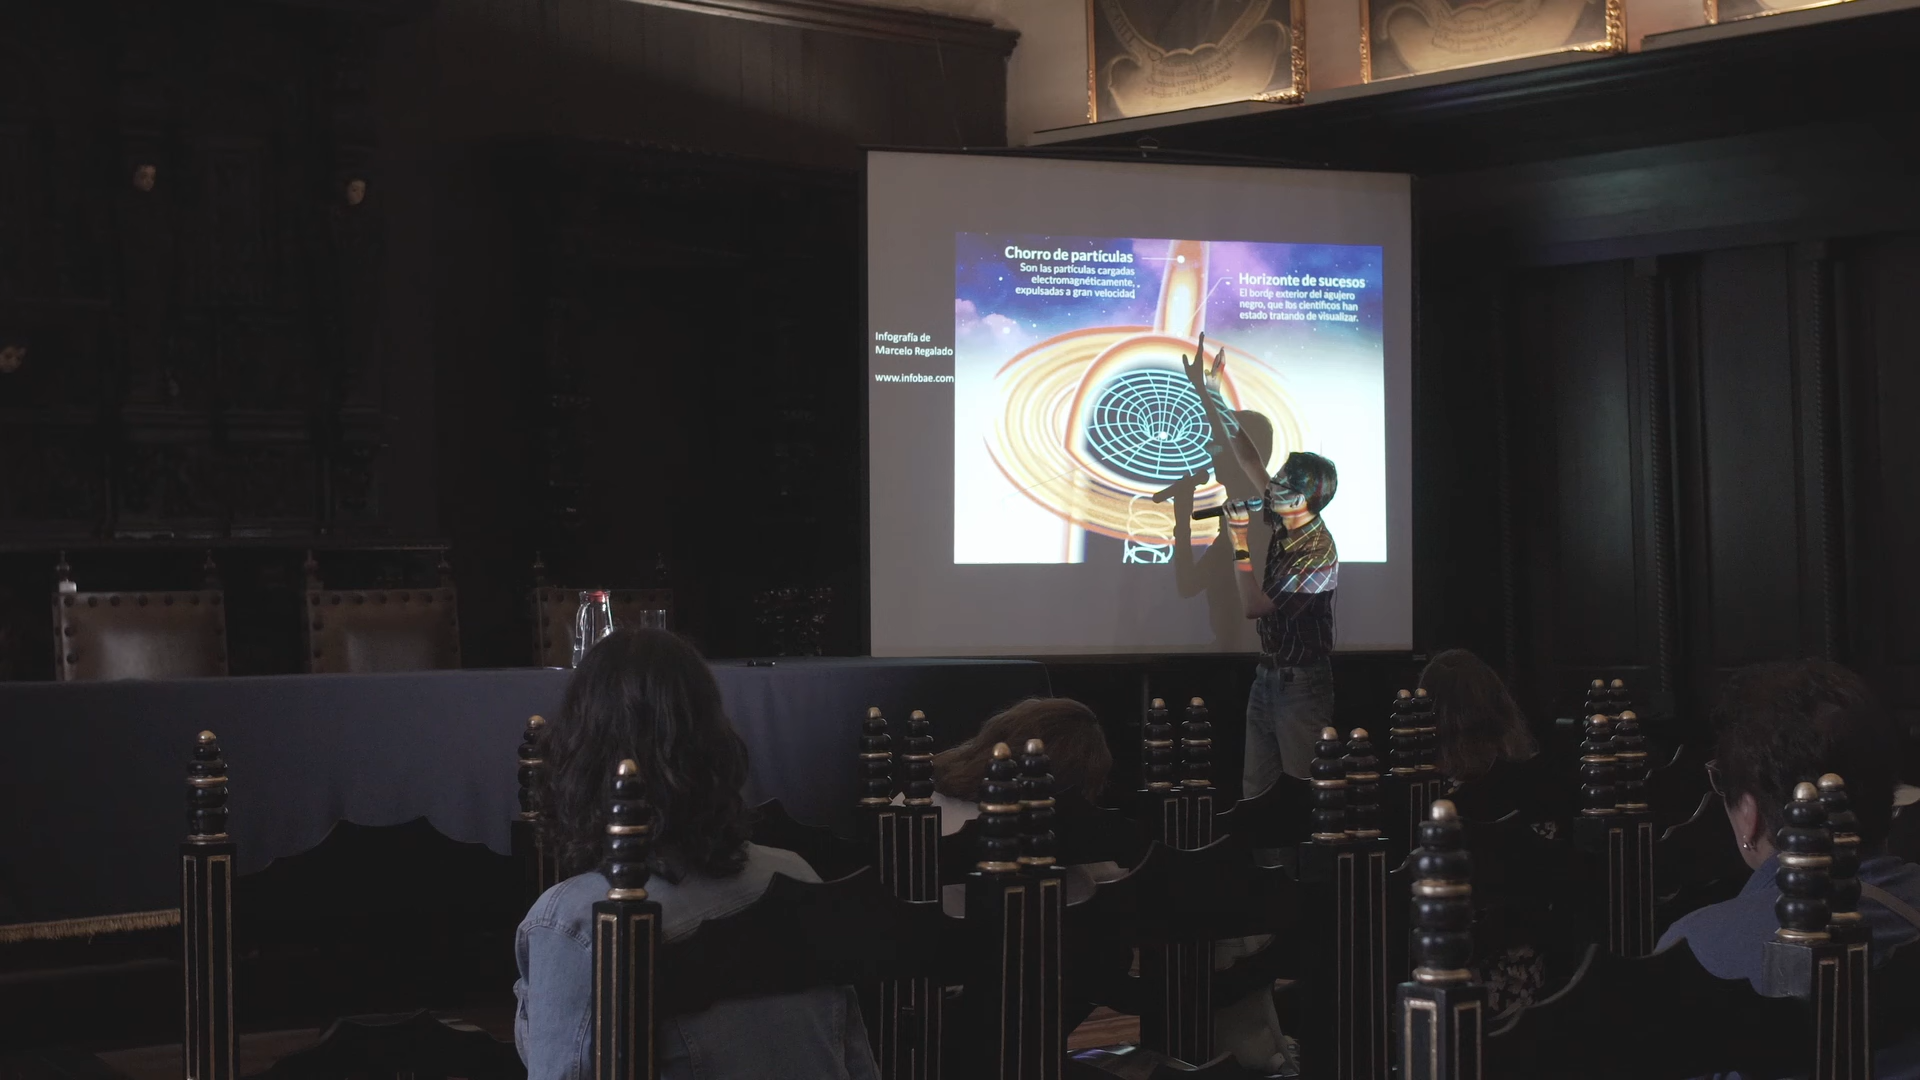 Chorro de partículas
Son las partículas cargadas
electromagnéticamente,
expulsadas a gran velocidad
Horizonte de sucesos
El borde exterior del agujero
negro, que los científicos han
estado tratando de visualizar.
Infografía de
Marcelo Regalado
www.infobae.com